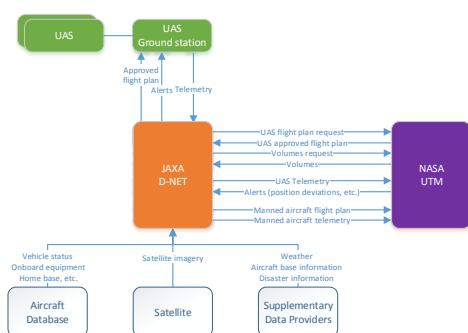 UAS
UAS
Ground station
Approved
flight plan
Alerts
Telemetry
JAXA
D-NET
UAS flight plan request
UAS approved flight plan
Volumes request
Volumes
UAS Telemetry
Alerts (position deviations, etc.)
Manned aircraft flight plan
Manned aircraft telemetry
NASA
UTM
Vehicle status
Onboard equipment
Home base, etc.
Satellite imagery
Weather
Aircraft base information
Disaster information
Aircraft
Database
Satellite
Supplementary
Data Providers